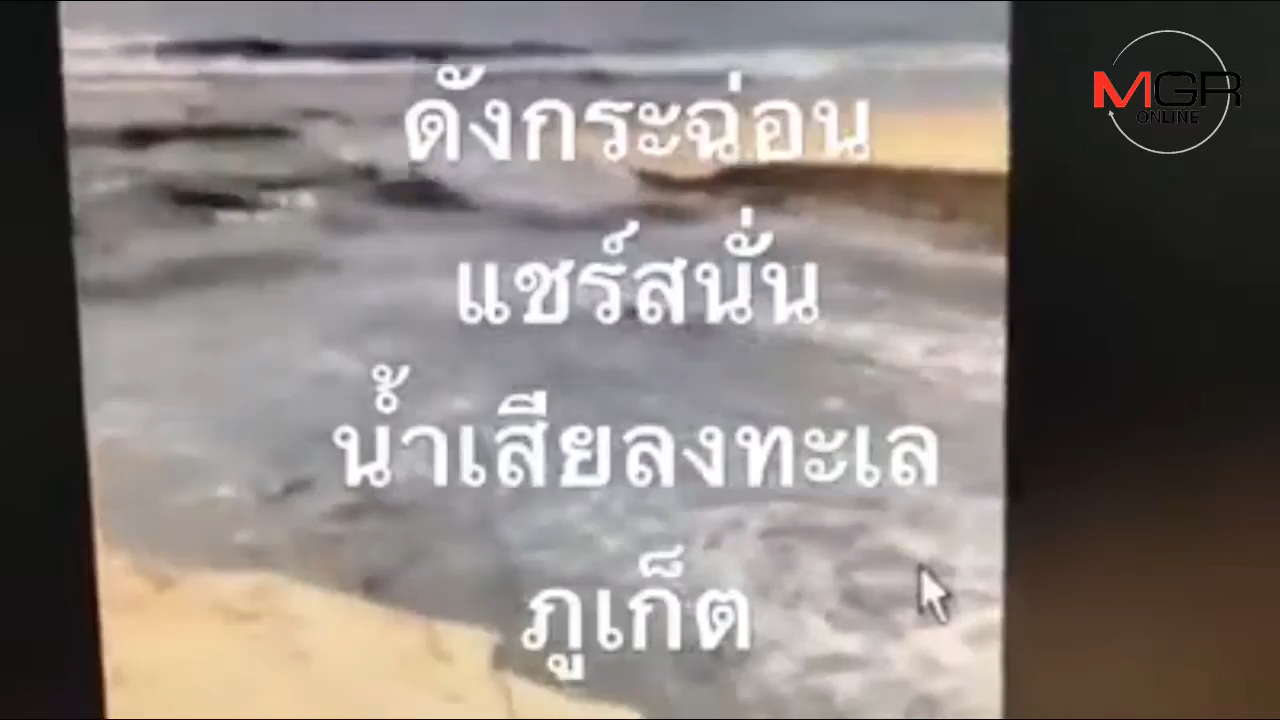 MGR
ONLINE
ดังกระฉ่อน
แชร์สนั่น
น้ำเสียลงทะเล
ภูเก็ต